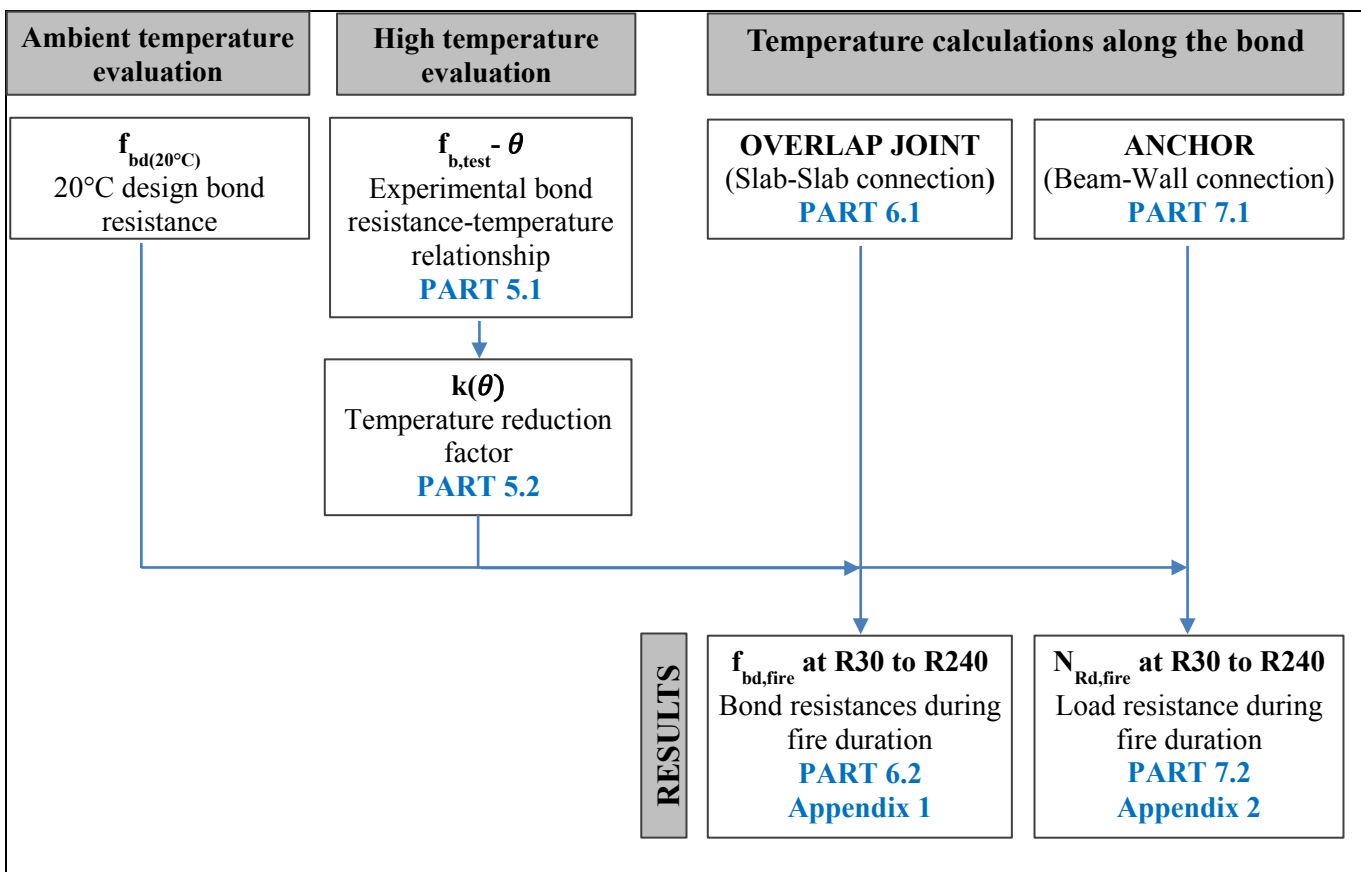 Ambient temperature
evaluation
High temperature
evaluation
Temperature calculations along the bond
f bd(20°C)
20°C design bond
resistance
f b,test - θ
Experimental bond
resistance-temperature
relationship
PART 5.1
k(θ)
Temperature reduction
factor
PART 5.2
OVERLAP JOINT
(Slab-Slab connection)
PART 6.1
ANCHOR
(Beam-Wall connection)
PART 7.1
RESULTS
f bd,fire at R30 to R240
Bond resistances during
fire duration
PART 6.2
Appendix 1
N Rd,fire at R30 to R240
Load resistance during
fire duration
PART 7.2
Appendix 2